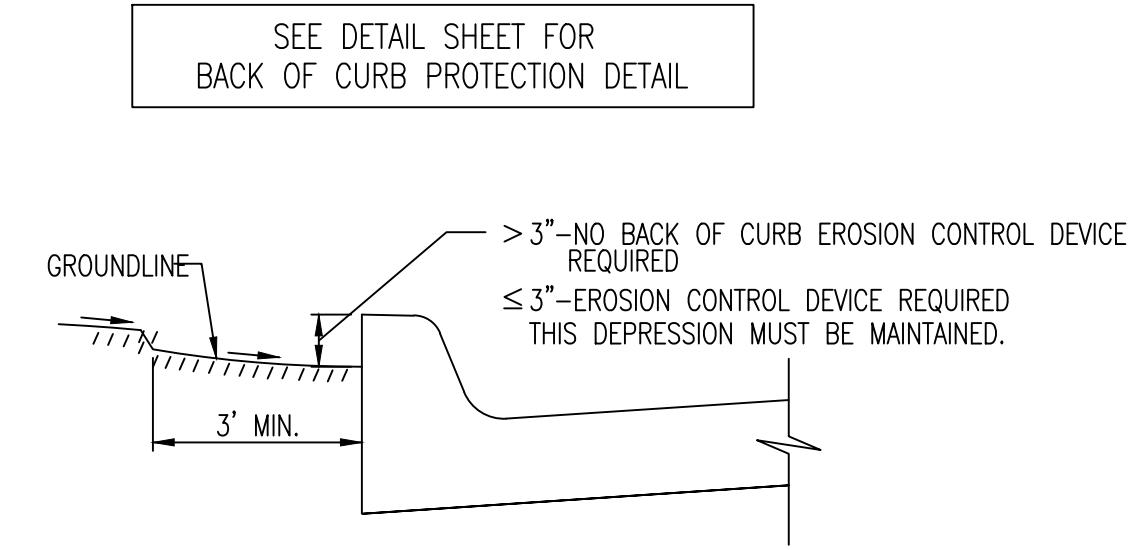 SEE DETAIL SHEET FOR
BACK OF CURB PROTECTION DETAIL
> 3"-NO BACK OF CURB EROSION CONTROL DEVICE
REQUIRED
GROUNDLINE
≤ 3"-EROSION CONTROL DEVICE REQUIRED
THIS DEPRESSION MUST BE MAINTAINED.
3' MIN.